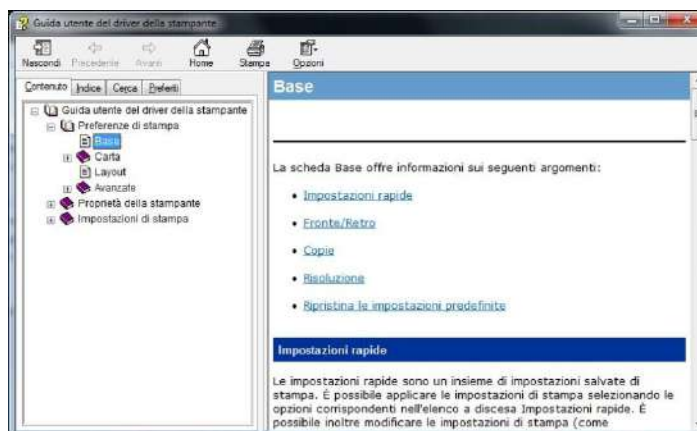 Guida utente del driver della stampante
Nascondi Precedente Avanti Home Stampa Opzioni
Contenuto Indice Cerca Preferiti
Guida utente del driver della stampante
Preferenze di stampa
Base
Carta
Layout
Avanzate
Proprietà della stampante
Impostazioni di stampa
Base
La scheda Base offre informazioni sui seguenti argomenti:
• Impostazioni rapide
• Fronte/Retro
• Copie
• Risoluzione
• Ripristina le impostazioni predefinite
Impostazioni rapide
Le impostazioni rapide sono un insieme di impostazioni salvate di
stampa. È possibile applicare le impostazioni di stampa selezionando le
opzioni corrispondenti nell'elenco a discesa Impostazioni rapide. È
possibile inoltre modificare le impostazioni di stampa (come